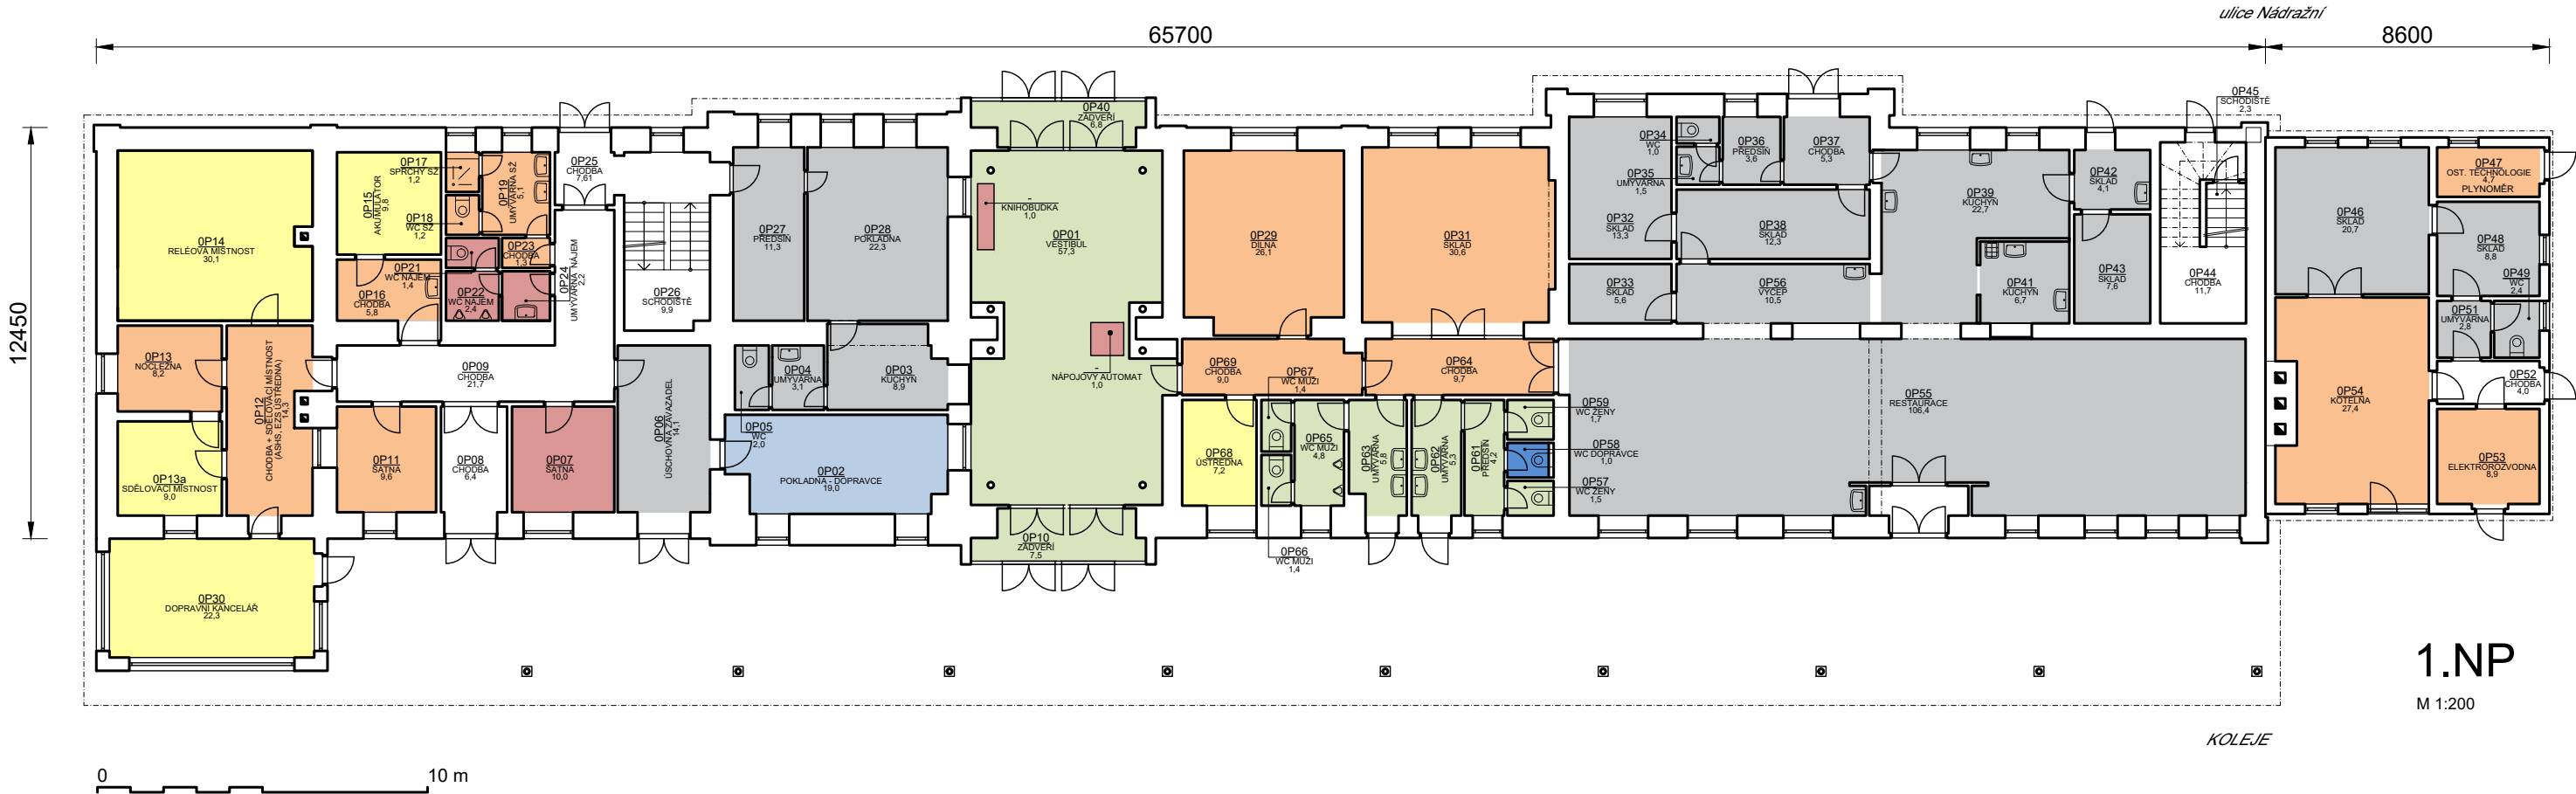 ulice Nádražní
65700
8600
12450
0P40
ZÁDVEŘÍ
6,8
0P45
SCHODIŠTĚ
2,3
0P17
SPRCHY SŽ
1,2
0P15
AKUMULÁTOR
9,8
0P18
WC SŽ
1,2
0P19
UMÝVÁRNA SŽ
5,1
0P25
CHODBA
7,61
0P34
WC
1,0
0P36
PŘEDSÍŇ
3,6
0P37
CHODBA
5,3
0P35
UMÝVÁRNA
1,5
0P42
SKLAD
4,1
0P47
OST. TECHNOLOGIE
4,7
PLYNOMĚR
0P14
RELÉOVÁ MÍSTNOST
30,1
0P23
CHODBA
1,3
0P24
UMÝVÁRNA NÁJEM
2,2
0P27
PŘEDSÍŇ
11,3
0P28
POKLADNA
22,3
-
KNIHOBUDKA
1,0
0P01
VESTIBUL
57,3
0P29
DÍLNA
26,1
0P31
SKLAD
30,6
0P32
SKLAD
13,3
0P38
SKLAD
12,3
0P39
KUCHYŇ
22,7
0P46
SKLAD
20,7
0P48
SKLAD
8,8
0P21
WC NÁJEM
1,4
0P16
CHODBA
5,8
0P22
WC NÁJEM
2,4
0P26
SCHODIŠTĚ
9,9
0P33
SKLAD
5,6
0P56
VÝČEP
10,5
0P41
KUCHYŇ
6,7
0P43
SKLAD
7,6
0P44
CHODBA
11,7
0P49
WC
2,4
0P51
UMÝVÁRNA
2,8
0P13
NOCLEŽNA
8,2
0P12
CHODBA + SDĚLOVACÍ MÍSTNOST
(ASHS, EZS ÚSTŘEDNA)
14,3
0P09
CHODBA
21,7
0P04
UMÝVÁRNA
3,1
0P03
KUCHYŇ
8,9
-
NÁPOJOVÝ AUTOMAT
1,0
0P69
CHODBA
9,0
0P67
WC MUŽI
1,4
0P64
CHODBA
9,7
0P55
RESTAURACE
106,4
0P54
KOTELNA
27,4
0P52
CHODBA
4,0
0P13a
SDĚLOVACÍ MÍSTNOST
9,0
0P11
ŠATNA
9,6
0P08
CHODBA
6,4
0P07
ŠATNA
10,0
0P06
ÚSCHOVNA ZAVAZADEL
14,1
0P05
WC
2,0
0P02
POKLADNA - DOPRAVCE
19,0
0P68
ÚSTŘEDNA
7,2
0P65
WC MUŽI
4,8
0P63
UMÝVÁRNA
5,8
0P62
UMÝVÁRNA
5,3
0P61
PŘEDSÍŇ
4,2
0P59
WC ŽENY
1,7
0P58
WC DOPRAVCE
1,0
0P57
WC ŽENY
1,5
0P53
ELEKTROROZVODNA
8,9
0P10
ZÁDVEŘÍ
7,5
0P66
WC MUŽI
1,4
0P30
DOPRAVNÍ KANCELÁŘ
22,3
1.NP
M 1:200
KOLEJE
0
10 m